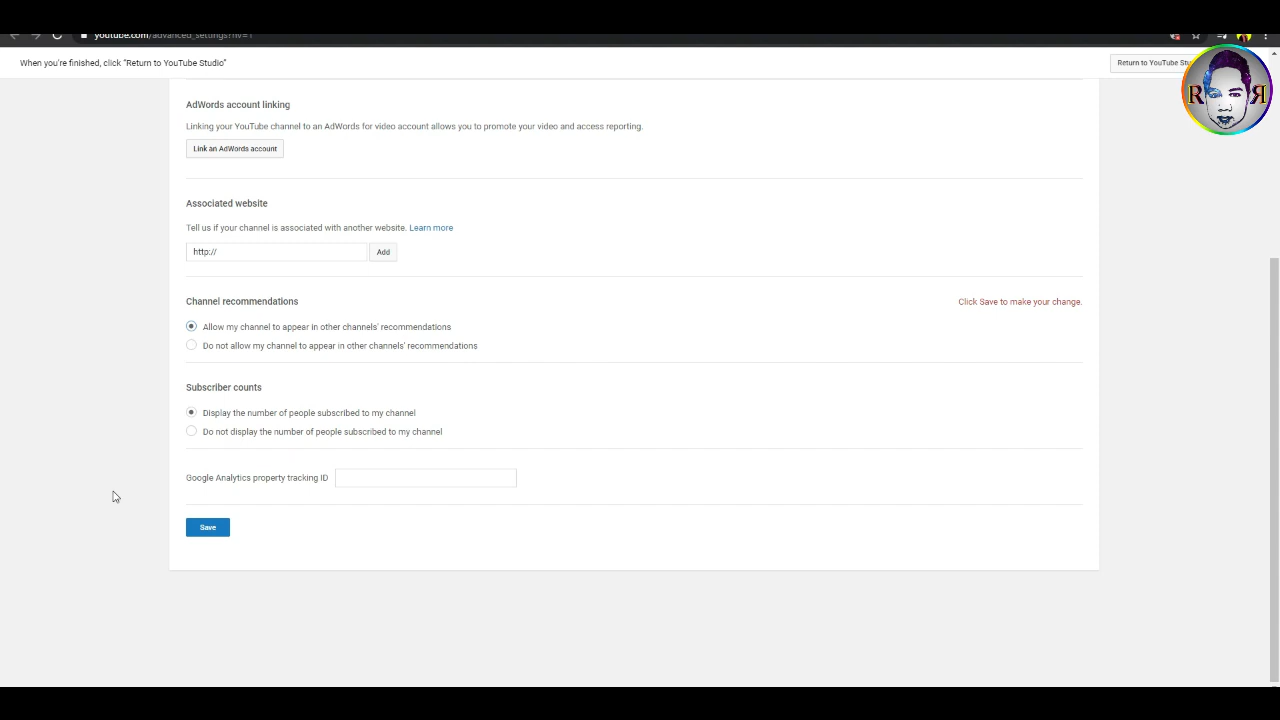 youtube.com/advanced_settings?nv=1
When you're finished, click "Return to YouTube Studio"
Return to YouTube
R R
AdWords account linking
Linking your YouTube channel to an AdWords for video account allows you to promote your video and access reporting.
Link an AdWords account
Associated website
Tell us if your channel is associated with another website. Learn more
http://
Add
Channel recommendations
Click Save to make your change.
Allow my channel to appear in other channels' recommendations
Do not allow my channel to appear in other channels' recommendations
Subscriber counts
Display the number of people subscribed to my channel
Do not display the number of people subscribed to my channel
Google Analytics property tracking ID
Save